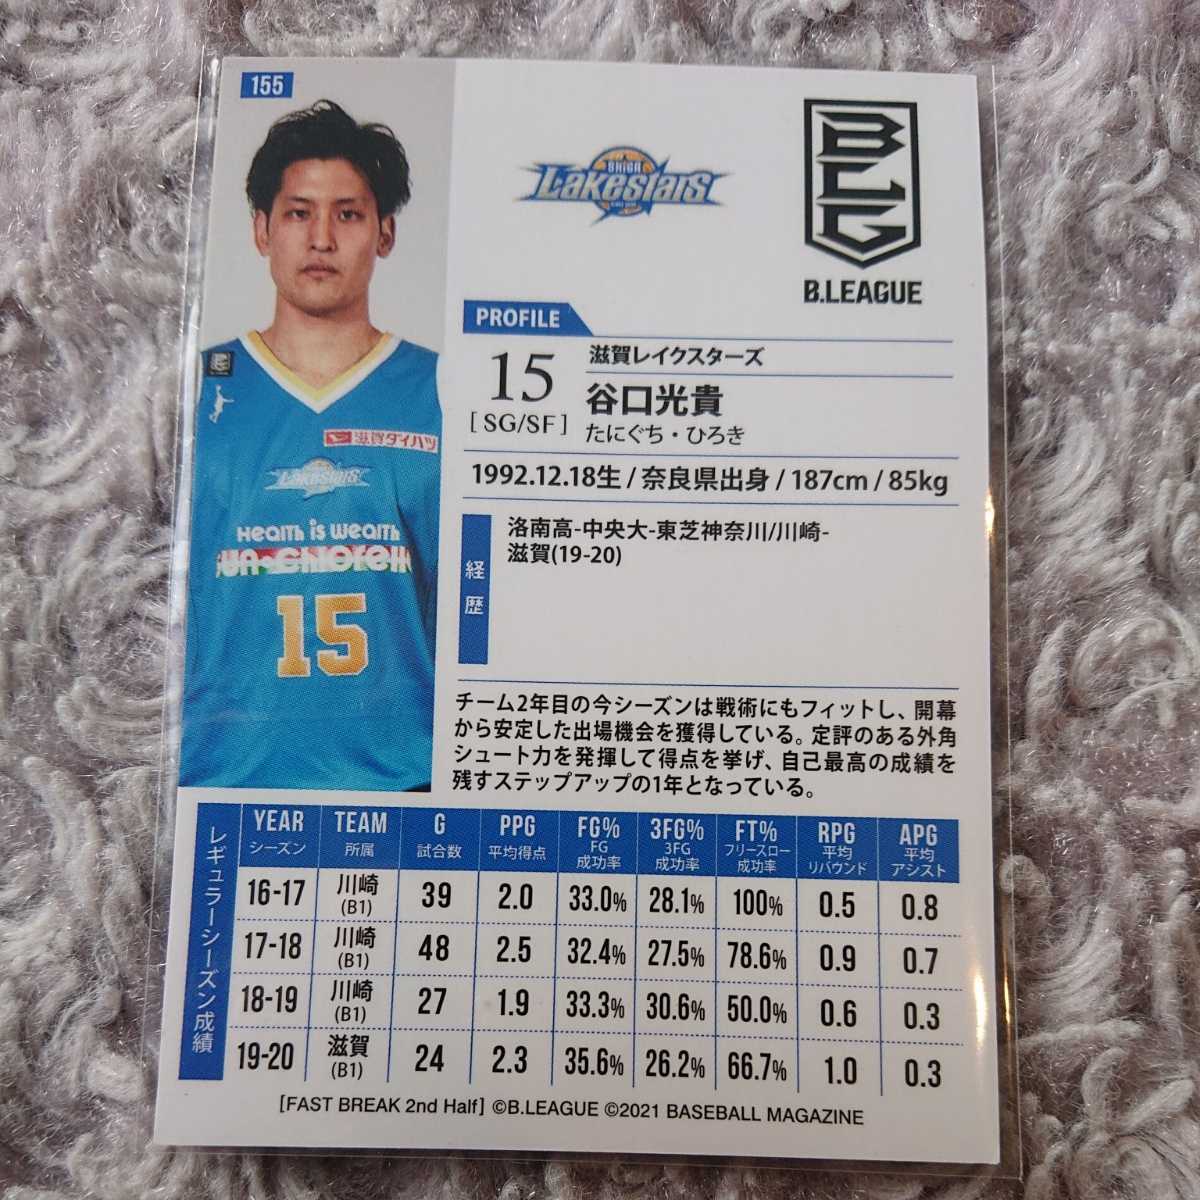 155
SHIGA
Lakestars
BLG
B.LEAGUE
PROFILE
15
[ SG/SF ]
滋賀レイクスターズ
谷口光貴
たにぐち・ひろき
1992.12.18生 / 奈良県出身 / 187cm / 85kg
経歴
洛南高-中央大-東芝神奈川/川崎-
滋賀(19-20)
滋賀ダイハツ
Lakestars
Health is Wealth
15
チーム2年目の今シーズンは戦術にもフィットし、開幕
から安定した出場機会を獲得している。定評のある外角
シュート力を発揮して得点を挙げ、自己最高の成績を
残すステップアップの1年となっている。
レギュラーシーズン成績
YEAR TEAM G PPG FG% 3FG% FT% RPG APG
シーズン 所属 試合数 平均得点 FG成功率 3FG成功率 フリースロー成功率 平均リバウンド 平均アシスト
16-17 川崎(B1) 39 2.0 33.0% 28.1% 100% 0.5 0.8
17-18 川崎(B1) 48 2.5 32.4% 27.5% 78.6% 0.9 0.7
18-19 川崎(B1) 27 1.9 33.3% 30.6% 50.0% 0.6 0.3
19-20 滋賀(B1) 24 2.3 35.6% 26.2% 66.7% 1.0 0.3
[FAST BREAK 2nd Half] ©B.LEAGUE ©2021 BASEBALL MAGAZINE